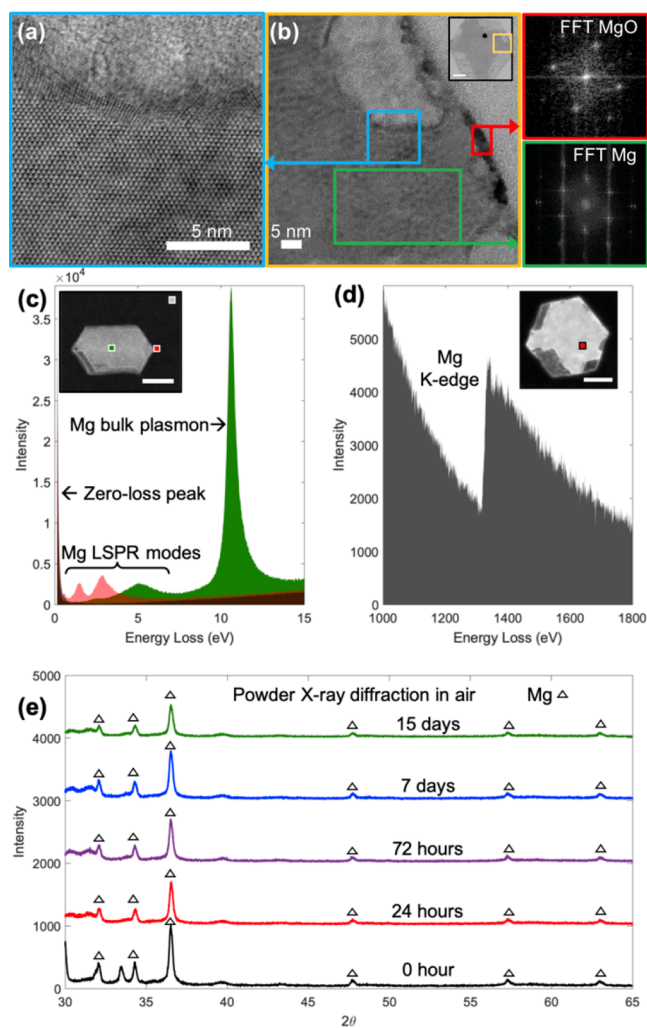 (a)
5 nm
(b)
5 nm
FFT MgO
FFT Mg
(c)
×10⁴
3.5
3
2.5
2
1.5
1
0.5
0
Intensity
Mg bulk plasmon→
← Zero-loss peak
Mg LSPR modes
0 5 10 15
Energy Loss (eV)
(d)
5000
4000
3000
2000
1000
0
Intensity
Mg
K-edge
1000 1200 1400 1600 1800
Energy Loss (eV)
(e)
5000
4000
3000
2000
1000
0
Intensity
Powder X-ray diffraction in air Mg △
15 days
7 days
72 hours
24 hours
0 hour
30 35 40 45 50 55 60 65
2θ